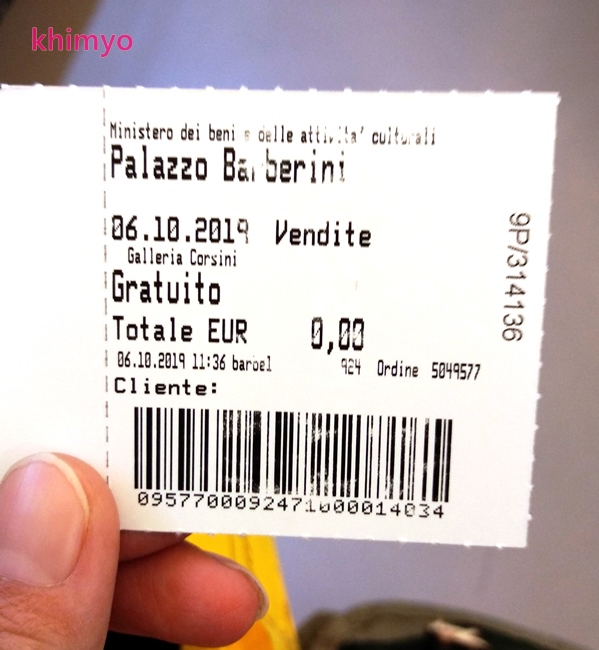 khimyo
Ministero dei beni e delle attivita' culturali
Palazzo Barberini
06.10.2019 Vendite
Galleria Corsini
Gratuito
Totale EUR 0,00
06.10.2019 11:36 barbel 924 Ordine 5049577
Cliente:
9P/314136